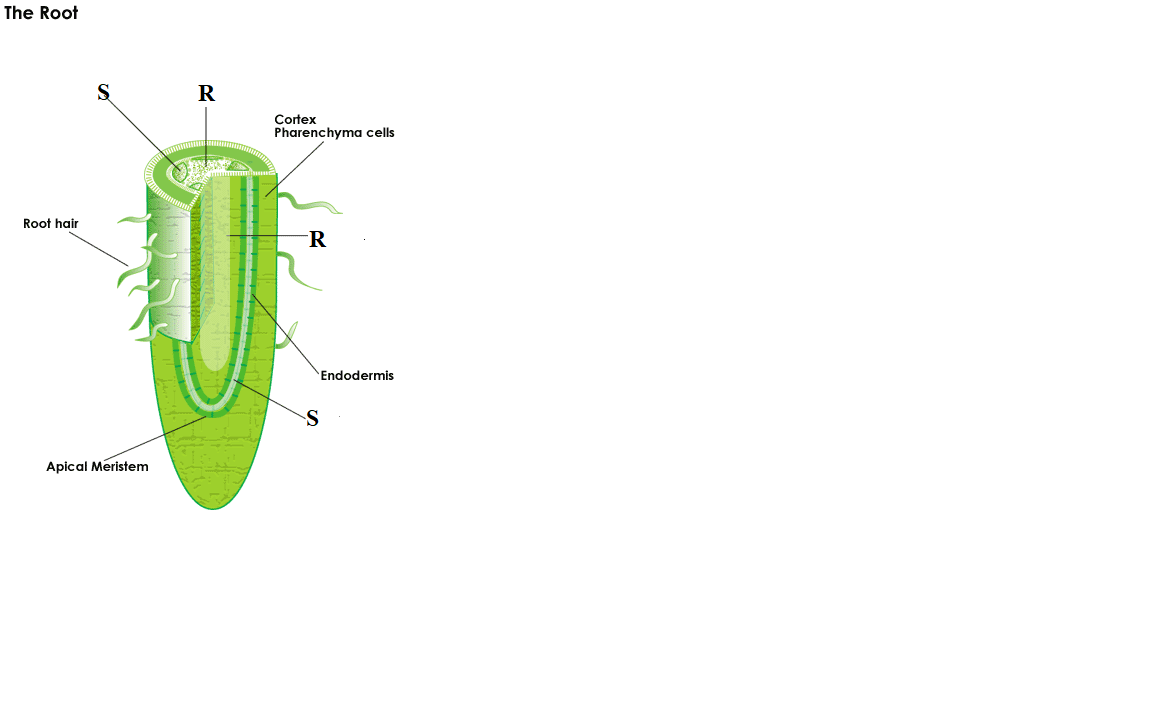 The Root
S
R
Cortex
Pharenchyma cells
Root hair
R
Endodermis
S
Apical Meristem